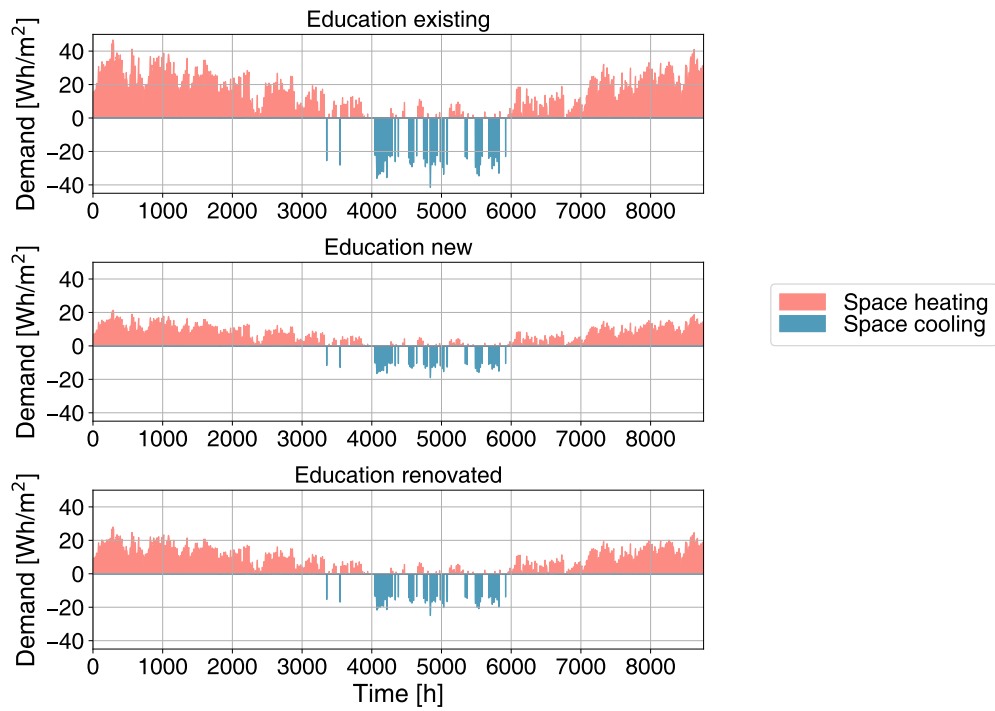 Education existing
Demand [Wh/m²]
40
20
0
−20
−40
0 1000 2000 3000 4000 5000 6000 7000 8000
Education new
Demand [Wh/m²]
40
20
0
−20
−40
0 1000 2000 3000 4000 5000 6000 7000 8000
Space heating
Space cooling
Education renovated
Demand [Wh/m²]
40
20
0
−20
−40
0 1000 2000 3000 4000 5000 6000 7000 8000
Time [h]